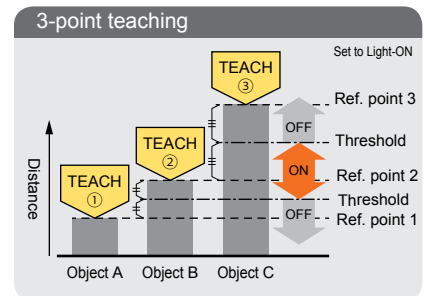 3-point teaching
Set to Light-ON
TEACH
③
Ref. point 3
OFF
TEACH
②
Threshold
ON
Ref. point 2
TEACH
①
Threshold
OFF
Ref. point 1
Distance
Object A
Object B
Object C